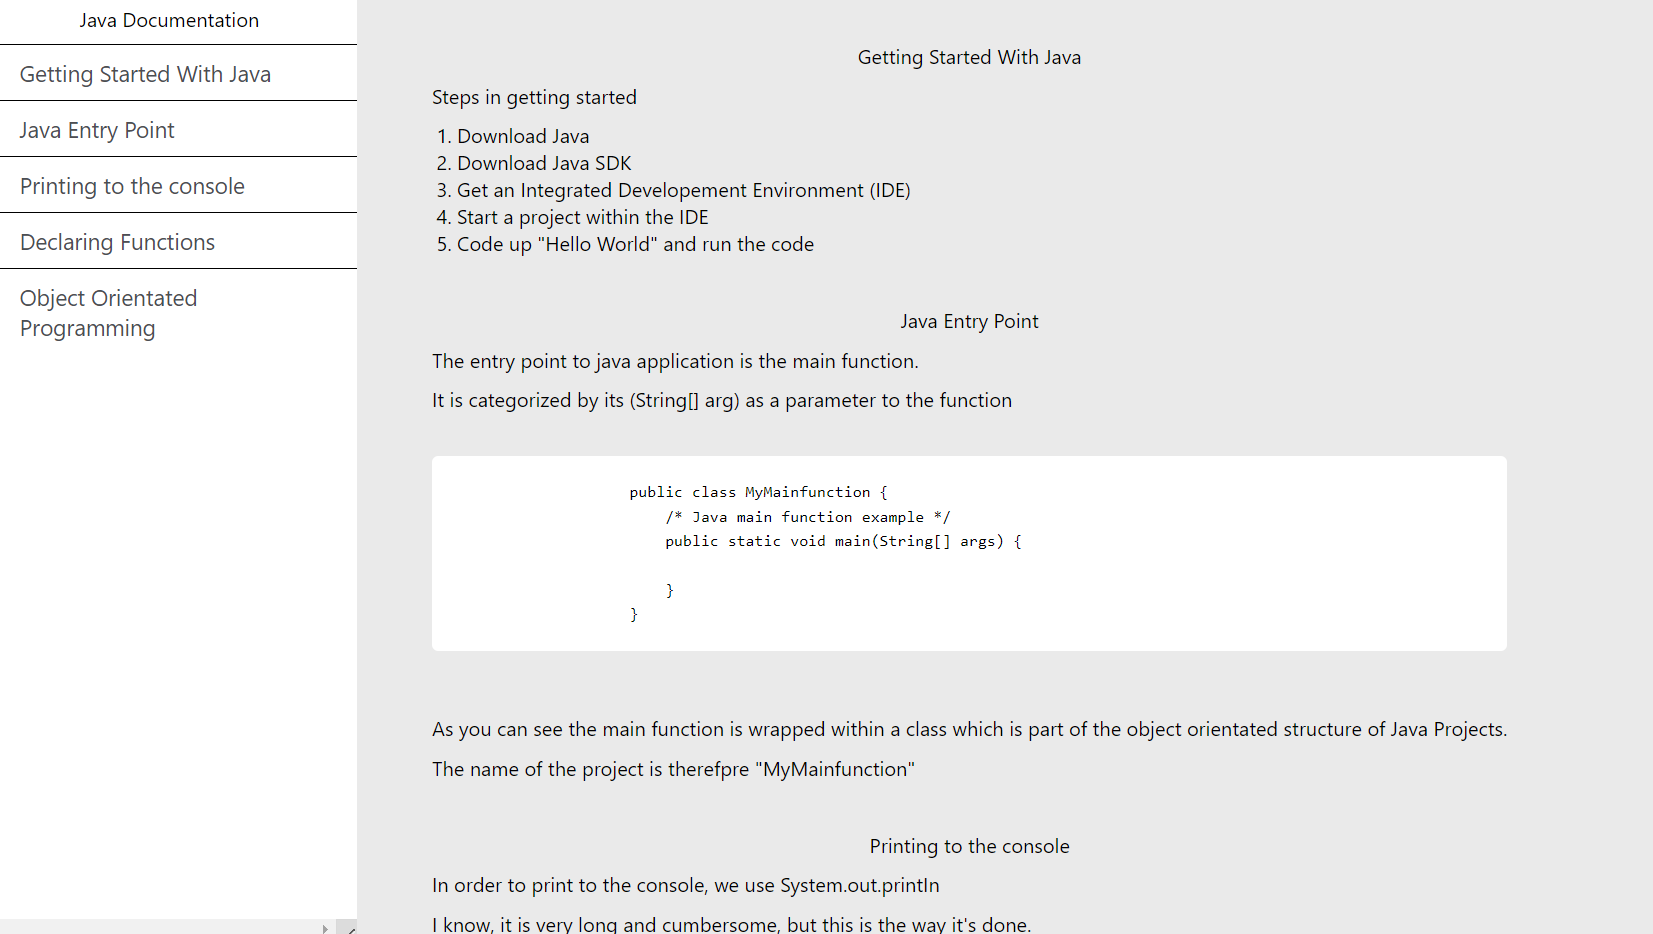 Java Documentation
Getting Started With Java
Java Entry Point
Printing to the console
Declaring Functions
Object Orientated
Programming
Getting Started With Java
Steps in getting started
1. Download Java
2. Download Java SDK
3. Get an Integrated Developement Environment (IDE)
4. Start a project within the IDE
5. Code up "Hello World" and run the code
Java Entry Point
The entry point to java application is the main function.
It is categorized by its (String[] arg) as a parameter to the function
public class MyMainfunction {
/* Java main function example */
public static void main(String[] args) {
}
}
As you can see the main function is wrapped within a class which is part of the object orientated structure of Java Projects.
The name of the project is therefpre "MyMainfunction"
Printing to the console
In order to print to the console, we use System.out.println
I know, it is very long and cumbersome, but this is the way it's done.